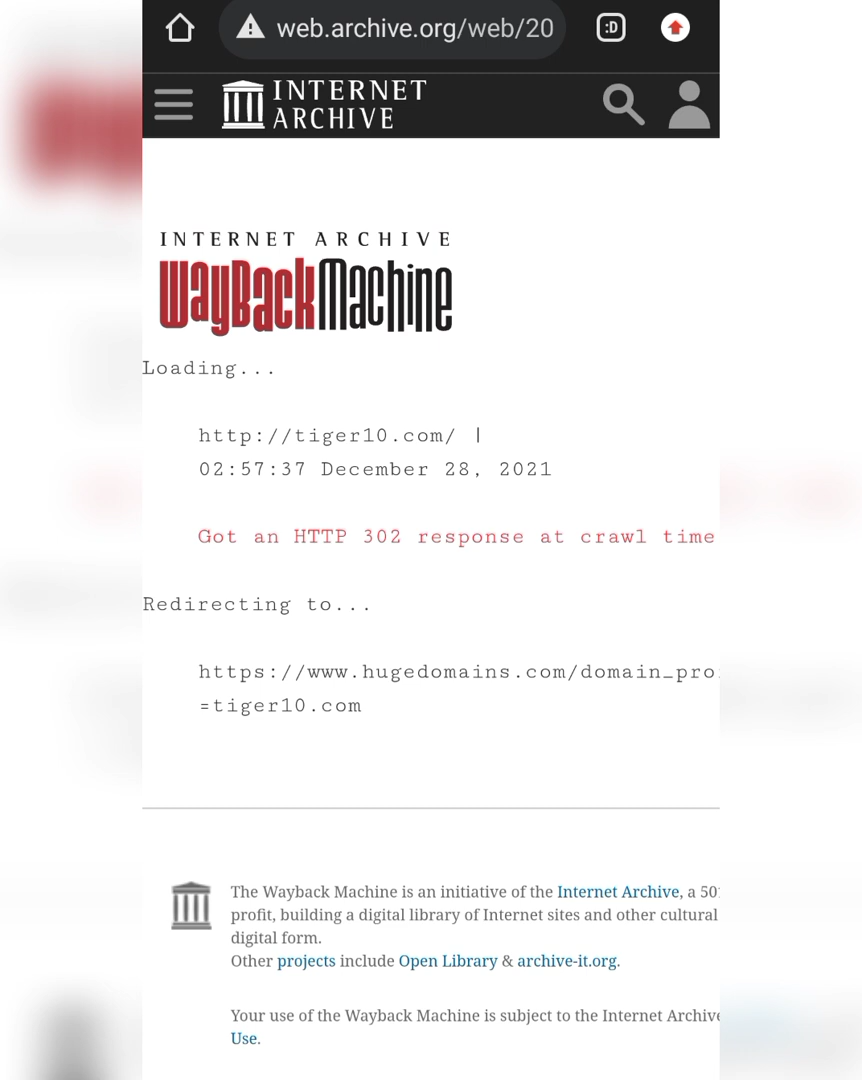 web.archive.org/web/20
:D
INTERNET
ARCHIVE
INTERNET ARCHIVE
WayBackMachine
Loading...
http://tiger10.com/ |
02:57:37 December 28, 2021
Got an HTTP 302 response at crawl time
Redirecting to...
https://www.hugedomains.com/domain_pro
=tiger10.com
The Wayback Machine is an initiative of the Internet Archive, a 501
profit, building a digital library of Internet sites and other cultural
digital form.
Other projects include Open Library & archive-it.org.
Your use of the Wayback Machine is subject to the Internet Archive
Use.